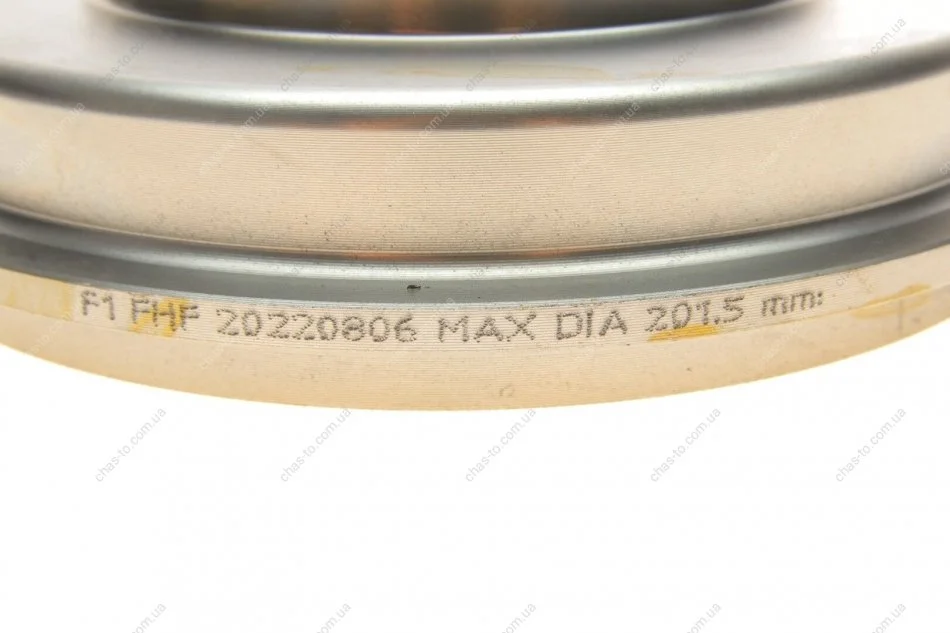 F1 FHF 20220806 MAX DIA 201.5 mm:
chas-to.com.ua